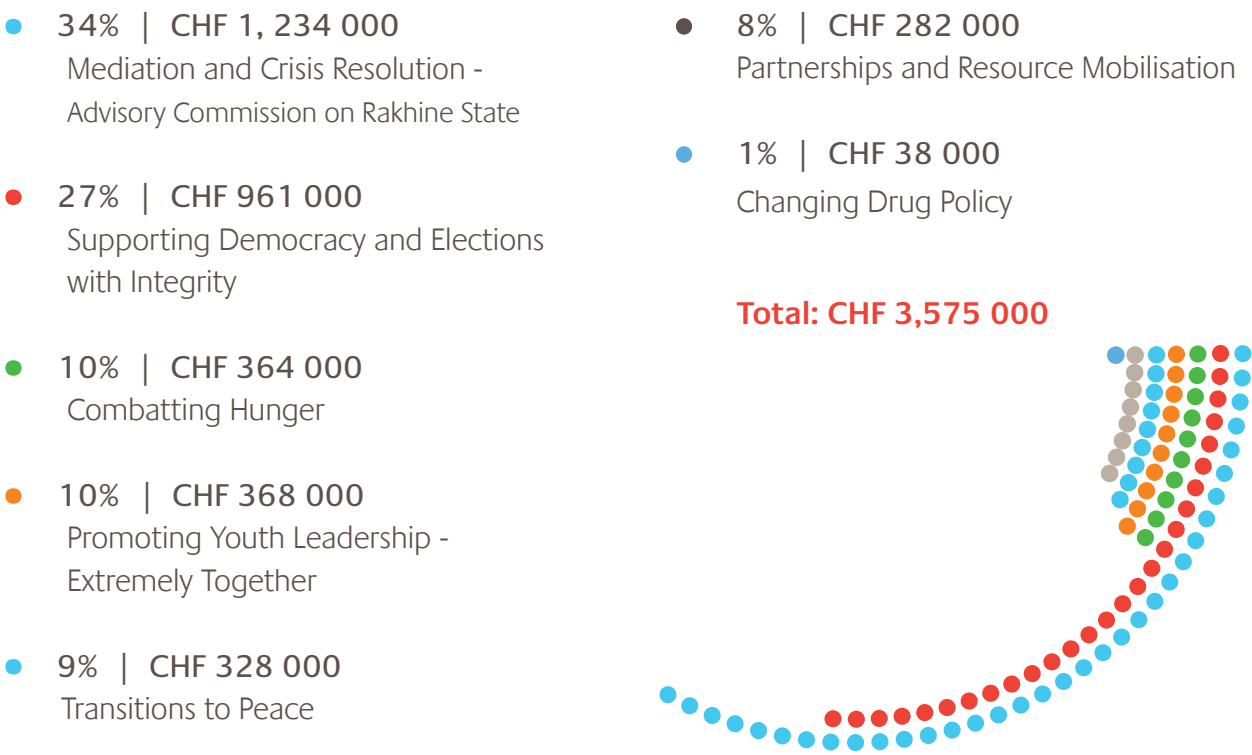 34% | CHF 1, 234 000
Mediation and Crisis Resolution -
Advisory Commission on Rakhine State
27% | CHF 961 000
Supporting Democracy and Elections
with Integrity
10% | CHF 364 000
Combatting Hunger
10% | CHF 368 000
Promoting Youth Leadership -
Extremely Together
9% | CHF 328 000
Transitions to Peace
8% | CHF 282 000
Partnerships and Resource Mobilisation
1% | CHF 38 000
Changing Drug Policy
Total: CHF 3,575 000